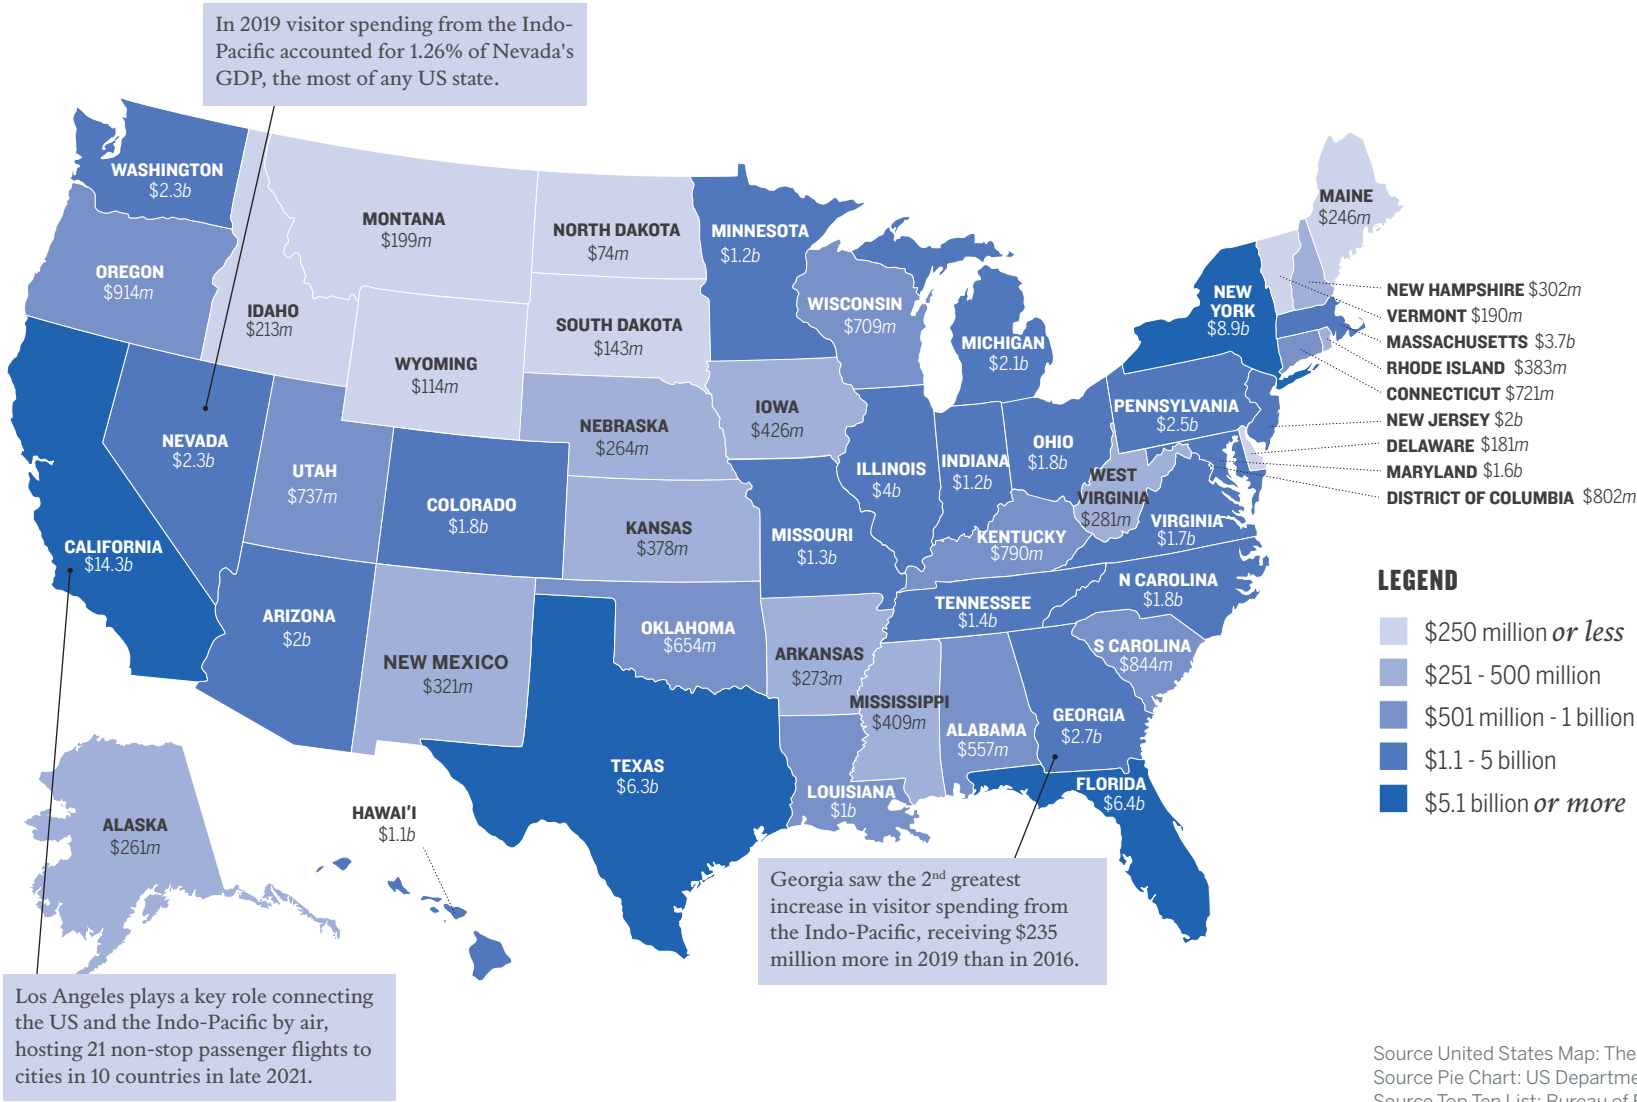 In 2019 visitor spending from the Indo-
Pacific accounted for 1.26% of Nevada's
GDP, the most of any US state.
WASHINGTON
$2.3b
OREGON
$914m
IDAHO
$213m
MONTANA
$199m
WYOMING
$114m
NORTH DAKOTA
$74m
SOUTH DAKOTA
$143m
NEBRASKA
$264m
KANSAS
$378m
MINNESOTA
$1.2b
IOWA
$426m
MISSOURI
$1.3b
WISCONSIN
$709m
ILLINOIS
$4b
MICHIGAN
$2.1b
INDIANA
$1.2b
OHIO
$1.8b
KENTUCKY
$790m
WEST
VIRGINIA
$281m
PENNSYLVANIA
$2.5b
NEW
YORK
$8.9b
MAINE
$246m
NEW HAMPSHIRE $302m
VERMONT $190m
MASSACHUSETTS $3.7b
RHODE ISLAND $383m
CONNECTICUT $721m
NEW JERSEY $2b
DELAWARE $181m
MARYLAND $1.6b
DISTRICT OF COLUMBIA $802m
NEVADA
$2.3b
UTAH
$737m
COLORADO
$1.8b
CALIFORNIA
$14.3b
ARIZONA
$2b
NEW MEXICO
$321m
TEXAS
$6.3b
OKLAHOMA
$654m
ARKANSAS
$273m
LOUISIANA
$1b
MISSISSIPPI
$409m
ALABAMA
$557m
TENNESSEE
$1.4b
VIRGINIA
$1.7b
N CAROLINA
$1.8b
S CAROLINA
$844m
GEORGIA
$2.7b
FLORIDA
$6.4b
ALASKA
$261m
HAWAI'I
$1.1b
LEGEND
$250 million or less
$251 - 500 million
$501 million - 1 billion
$1.1 - 5 billion
$5.1 billion or more
Georgia saw the 2nd greatest
increase in visitor spending from
the Indo-Pacific, receiving $235
million more in 2019 than in 2016.
Los Angeles plays a key role connecting
the US and the Indo-Pacific by air,
hosting 21 non-stop passenger flights to
cities in 10 countries in late 2021.
Source United States Map: The
Source Pie Chart: US Departme
Source Top Ten List: Bureau of